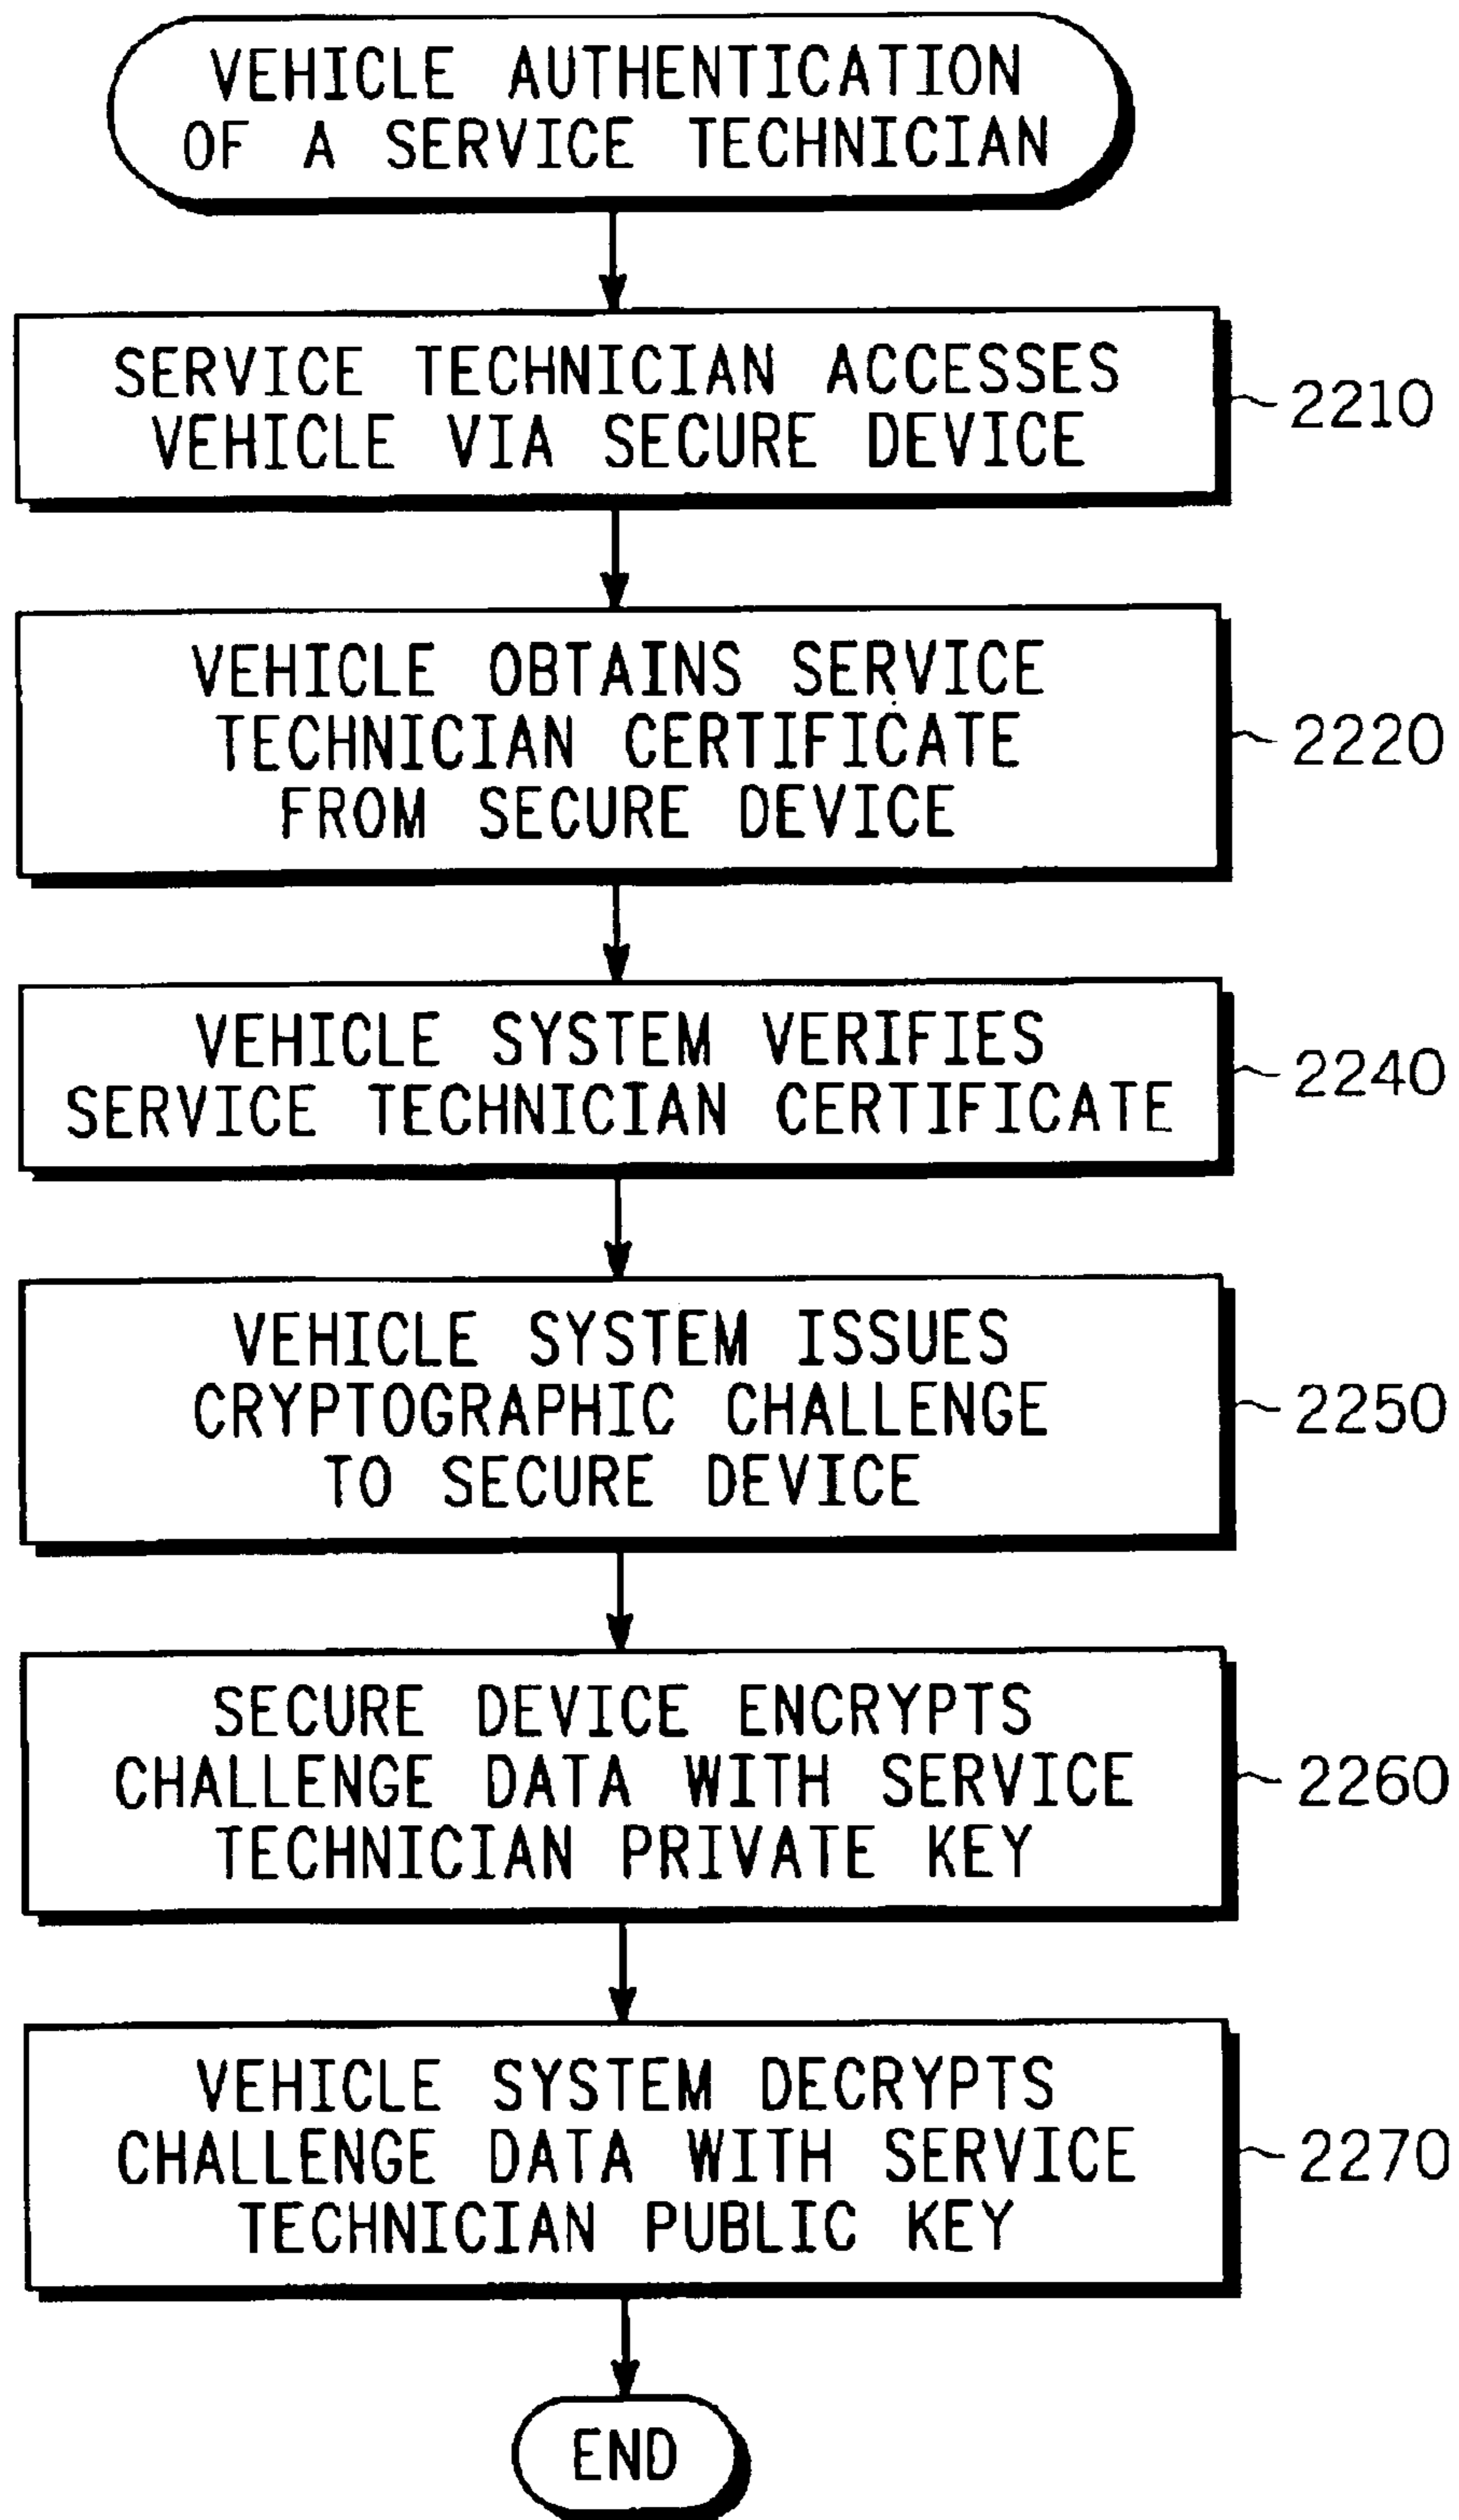 VEHICLE AUTHENTICATION
OF A SERVICE TECHNICIAN
SERVICE TECHNICIAN ACCESSES
VEHICLE VIA SECURE DEVICE
2210
VEHICLE OBTAINS SERVICE
TECHNICIAN CERTIFICATE
FROM SECURE DEVICE
2220
VEHICLE SYSTEM VERIFIES
SERVICE TECHNICIAN CERTIFICATE
2240
VEHICLE SYSTEM ISSUES
CRYPTOGRAPHIC CHALLENGE
TO SECURE DEVICE
2250
SECURE DEVICE ENCRYPTS
CHALLENGE DATA WITH SERVICE
TECHNICIAN PRIVATE KEY
2260
VEHICLE SYSTEM DECRYPTS
CHALLENGE DATA WITH SERVICE
TECHNICIAN PUBLIC KEY
2270
END